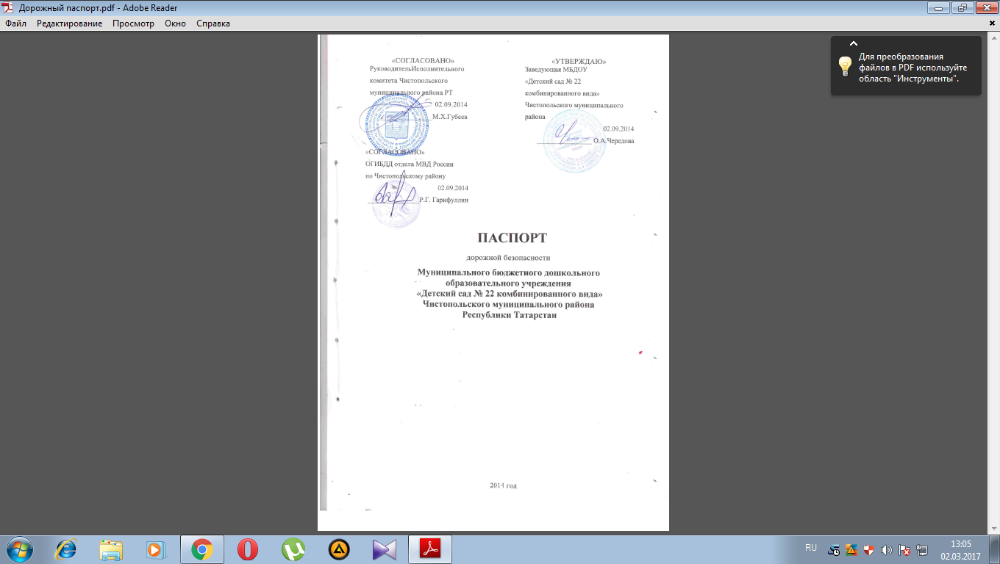 Дорожный паспорт.pdf - Adobe Reader
Файл Редактирование Просмотр Окно Справка
Для преобразования
файлов в PDF используйте
область "Инструменты".
«СОГЛАСОВАНО»
РуководительИсполнительного
комитета Чистопольского
муниципального района РТ
02.09.2014
М.Х.Губеев
«УТВЕРЖДАЮ»
Заведующая МБДОУ
«Детский сад № 22
комбинированного вида»
Чистопольского муниципального
района
02.09.2014
О.А.Чередова
«СОГЛАСОВАНО»
ОГИБДД отдела МВД России
по Чистопольскому району
02.09.2014
Р.Г. Гарифуллин
ПАСПОРТ
дорожной безопасности
Муниципального бюджетного дошкольного
образовательного учреждения
«Детский сад № 22 комбинированного вида»
Чистопольского муниципального района
Республики Татарстан
2014 год
RU
13:05
02.03.2017